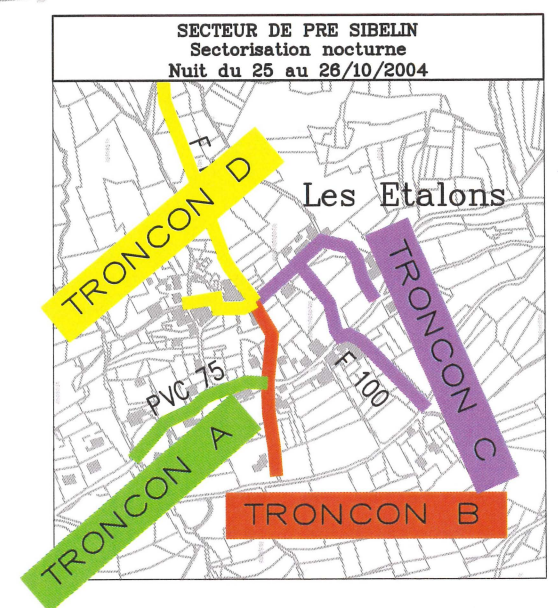 SECTEUR DE PRE SIBELIN
Sectorisation nocturne
Nuit du 25 au 26/10/2004
TRONCON D
Les Etalons
TRONCON C
PVC 75
F 100
TRONCON A
TRONCON B